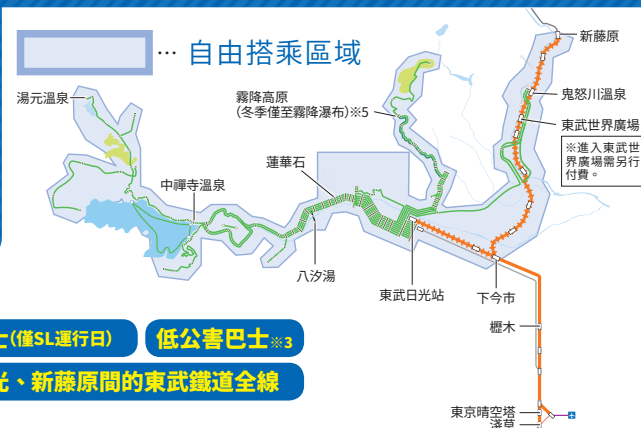 … 自由搭乘區域
新藤原
鬼怒川溫泉
東武世界廣場
※進入東武世
界廣場需另行
付費。
湯元溫泉
霧降高原
(冬季僅至霧降瀑布)※5
蓮華石
中禪寺溫泉
八汐湯
東武日光站
下今市
櫪木
士(僅SL運行日)
低公害巴士※3
光、新藤原間的東武鐵道全線
東京晴空塔
淺草